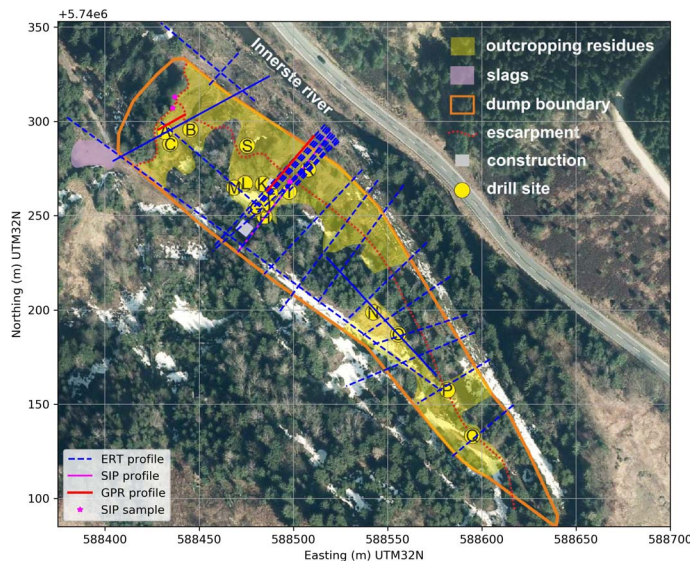 +5.74e6
350
300
250
200
150
100
Northing (m) UTM32N
588400
588450
588500
588550
588600
588650
588700
Easting (m) UTM32N
Innerste river
outcropping residues
slags
dump boundary
escarpment
construction
drill site
A
B
C
S
M
L
K
N
P
ERT profile
SIP profile
GPR profile
SIP sample